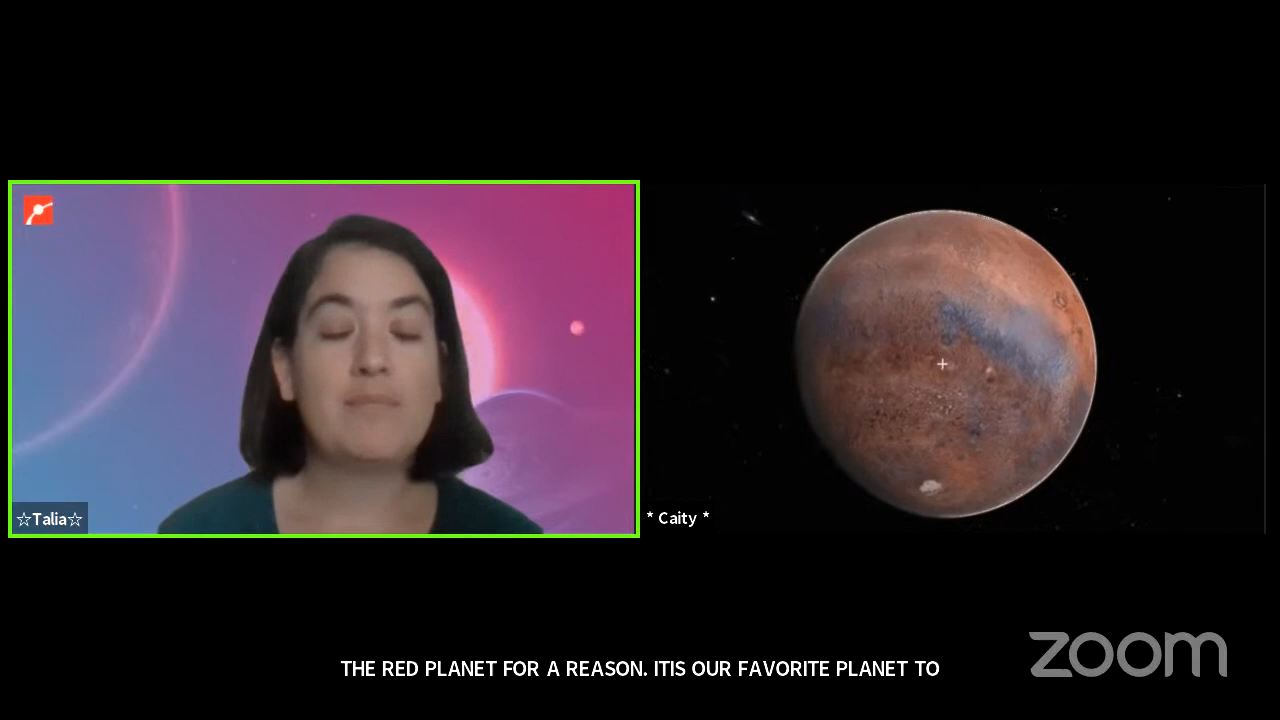 ☆Talia☆
* Caity *
THE RED PLANET FOR A REASON. ITIS OUR FAVORITE PLANET TO
zoom